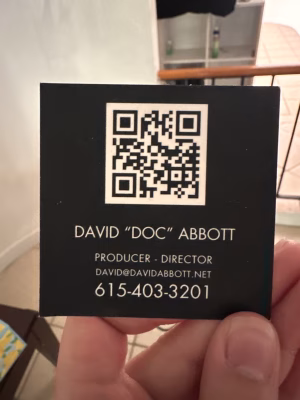 DAVID "DOC" ABBOTT
PRODUCER - DIRECTOR
DAVID@DAVIDABBOTT.NET
615-403-3201